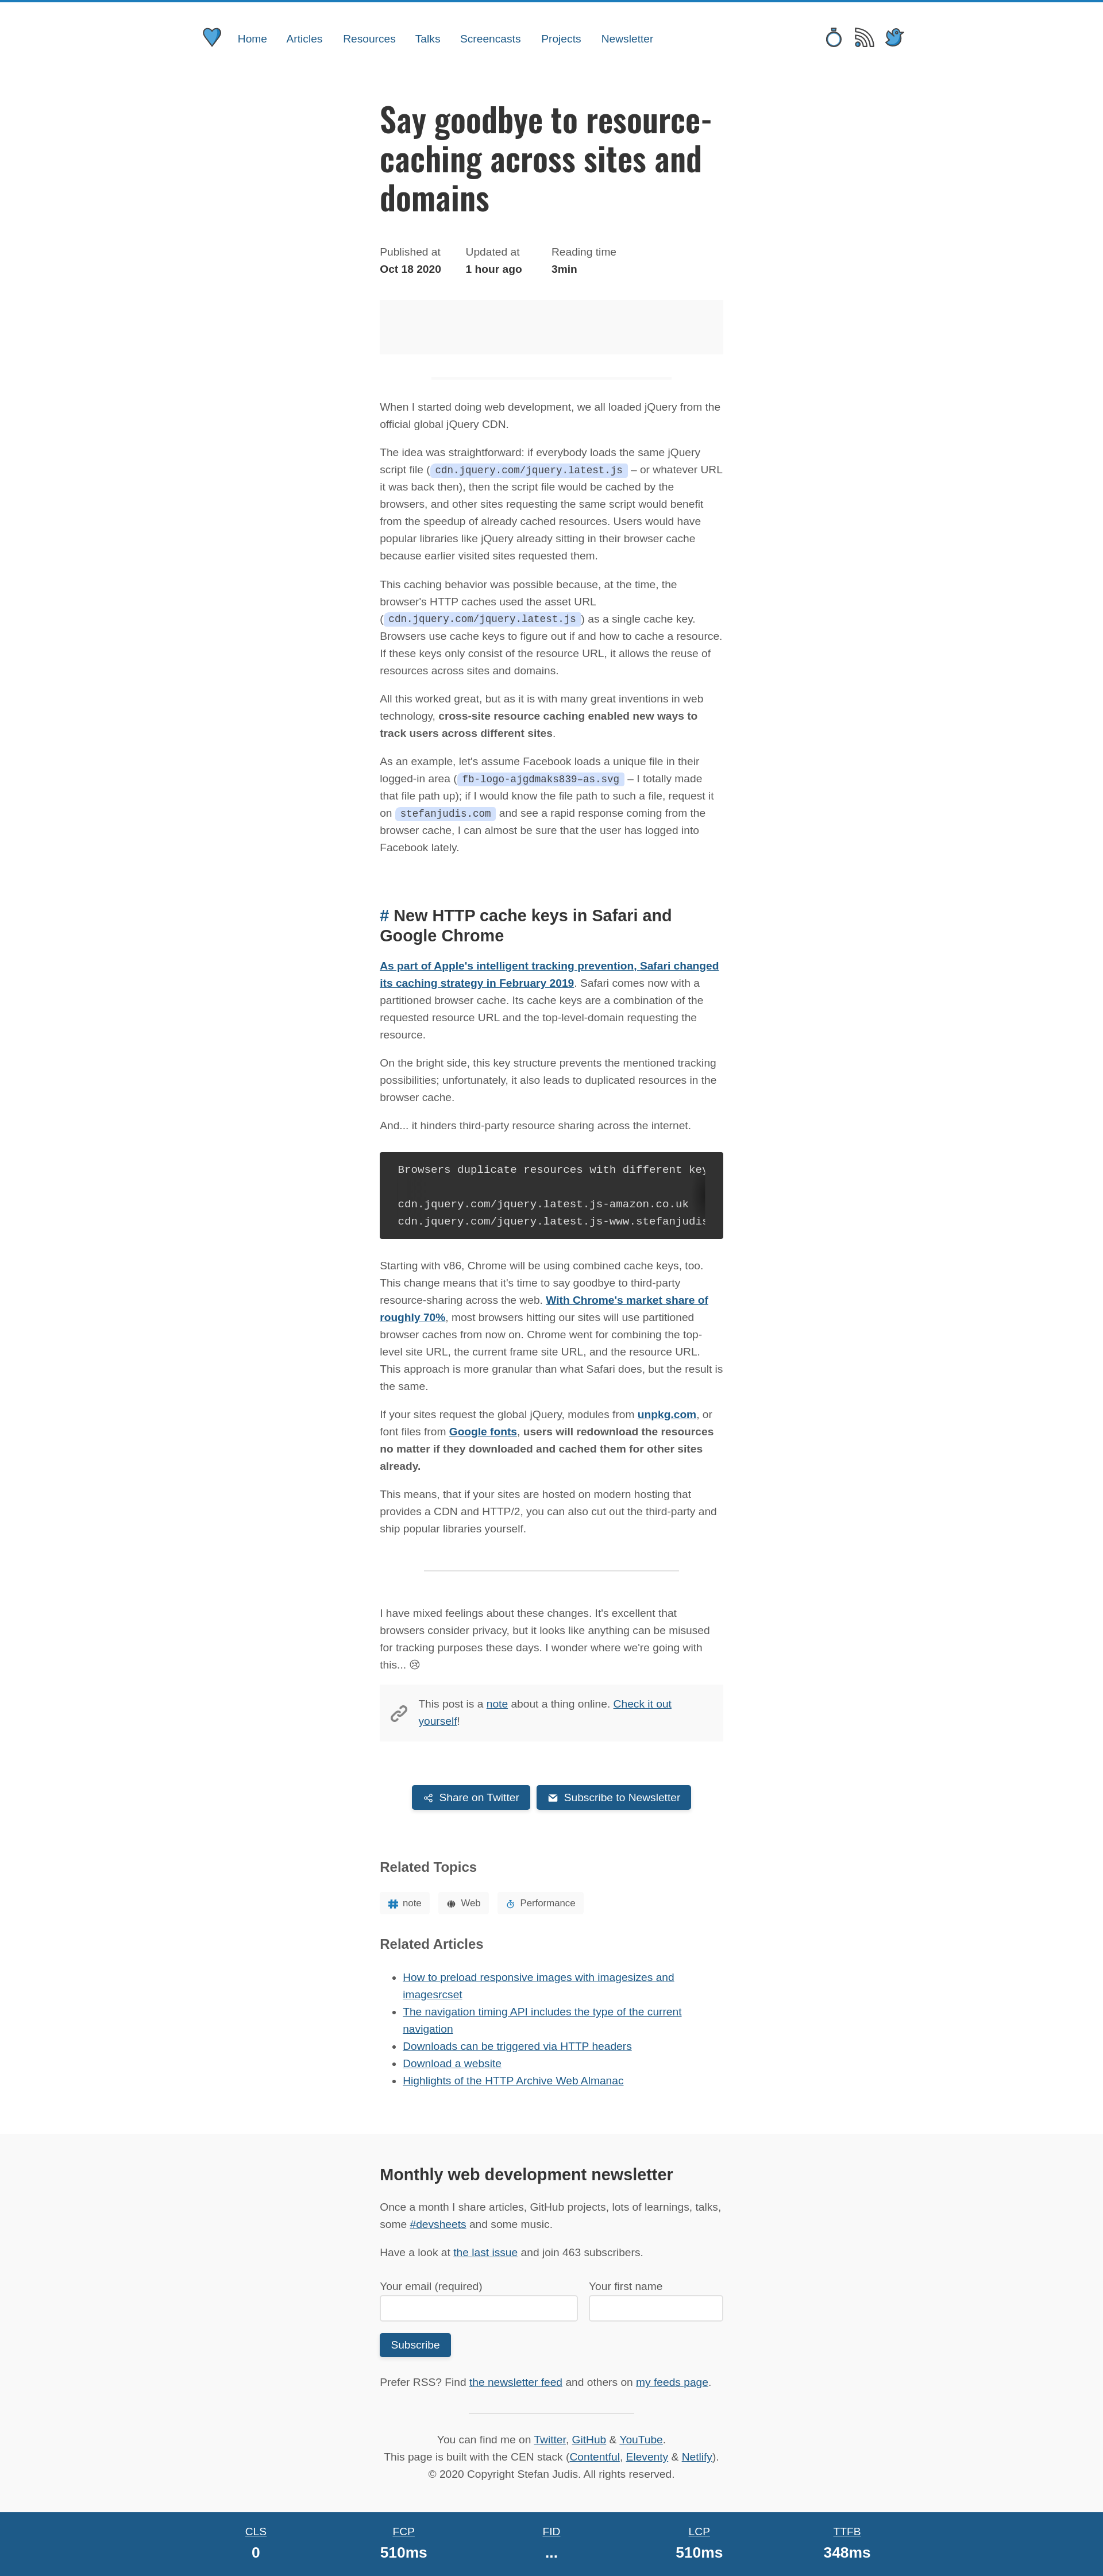 Home Articles Resources Talks Screencasts Projects Newsletter
Say goodbye to resource-
caching across sites and
domains
Published at Updated at Reading time
Oct 18 2020 1 hour ago 3min
When I started doing web development, we all loaded jQuery from the
official global jQuery CDN.
The idea was straightforward: if everybody loads the same jQuery
script file (cdn.jquery.com/jquery.latest.js – or whatever URL
it was back then), then the script file would be cached by the
browsers, and other sites requesting the same script would benefit
from the speedup of already cached resources. Users would have
popular libraries like jQuery already sitting in their browser cache
because earlier visited sites requested them.
This caching behavior was possible because, at the time, the
browser's HTTP caches used the asset URL
(cdn.jquery.com/jquery.latest.js) as a single cache key.
Browsers use cache keys to figure out if and how to cache a resource.
If these keys only consist of the resource URL, it allows the reuse of
resources across sites and domains.
All this worked great, but as it is with many great inventions in web
technology, cross-site resource caching enabled new ways to
track users across different sites.
As an example, let's assume Facebook loads a unique file in their
logged-in area (fb-logo-ajgdmaks839–as.svg – I totally made
that file path up); if I would know the file path to such a file, request it
on stefanjudis.com and see a rapid response coming from the
browser cache, I can almost be sure that the user has logged into
Facebook lately.
# New HTTP cache keys in Safari and
Google Chrome
As part of Apple's intelligent tracking prevention, Safari changed
its caching strategy in February 2019. Safari comes now with a
partitioned browser cache. Its cache keys are a combination of the
requested resource URL and the top-level-domain requesting the
resource.
On the bright side, this key structure prevents the mentioned tracking
possibilities; unfortunately, it also leads to duplicated resources in the
browser cache.
And... it hinders third-party resource sharing across the internet.
Browsers duplicate resources with different key
cdn.jquery.com/jquery.latest.js-amazon.co.uk
cdn.jquery.com/jquery.latest.js-www.stefanjudis
Starting with v86, Chrome will be using combined cache keys, too.
This change means that it's time to say goodbye to third-party
resource-sharing across the web. With Chrome's market share of
roughly 70%, most browsers hitting our sites will use partitioned
browser caches from now on. Chrome went for combining the top-
level site URL, the current frame site URL, and the resource URL.
This approach is more granular than what Safari does, but the result is
the same.
If your sites request the global jQuery, modules from unpkg.com, or
font files from Google fonts, users will redownload the resources
no matter if they downloaded and cached them for other sites
already.
This means, that if your sites are hosted on modern hosting that
provides a CDN and HTTP/2, you can also cut out the third-party and
ship popular libraries yourself.
I have mixed feelings about these changes. It's excellent that
browsers consider privacy, but it looks like anything can be misused
for tracking purposes these days. I wonder where we're going with
this... 😢
This post is a note about a thing online. Check it out
yourself!
Share on Twitter Subscribe to Newsletter
Related Topics
note Web Performance
Related Articles
• How to preload responsive images with imagesizes and
imagesrcset
• The navigation timing API includes the type of the current
navigation
• Downloads can be triggered via HTTP headers
• Download a website
• Highlights of the HTTP Archive Web Almanac
Monthly web development newsletter
Once a month I share articles, GitHub projects, lots of learnings, talks,
some #devsheets and some music.
Have a look at the last issue and join 463 subscribers.
Your email (required) Your first name
Subscribe
Prefer RSS? Find the newsletter feed and others on my feeds page.
You can find me on Twitter, GitHub & YouTube.
This page is built with the CEN stack (Contentful, Eleventy & Netlify).
© 2020 Copyright Stefan Judis. All rights reserved.
CLS FCP FID LCP TTFB
0 510ms ... 510ms 348ms